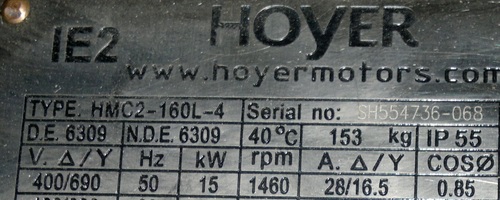 IE2 HOYER
www.hoyermotors.com
TYPE. HMC2-160L-4 Serial no: SH554736-068
D.E. 6309 N.D.E. 6309 40 °C 153 kg IP 55
V. Δ/Y Hz kW rpm A. Δ/Y COSØ
400/690 50 15 1460 28/16.5 0.85